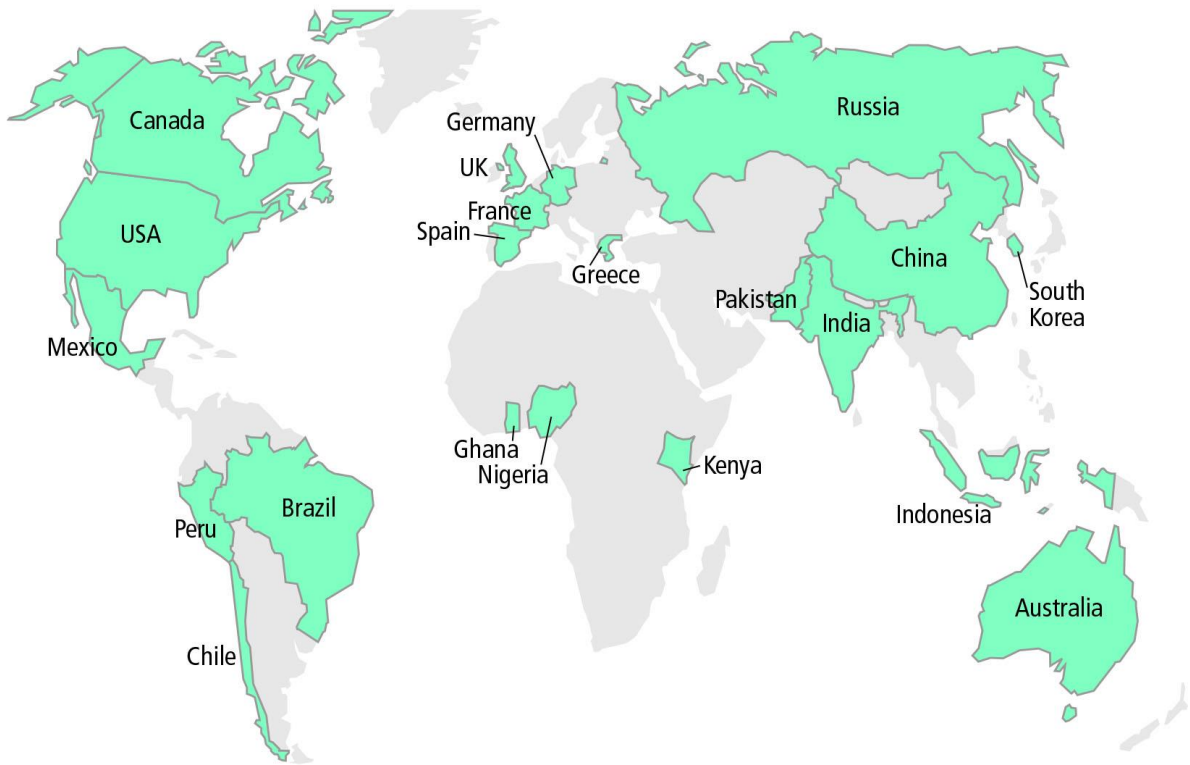 Canada
Russia
Germany
UK
France
Spain
USA
Greece
China
Pakistan
South
Korea
India
Mexico
Ghana
Nigeria
Kenya
Brazil
Peru
Indonesia
Australia
Chile